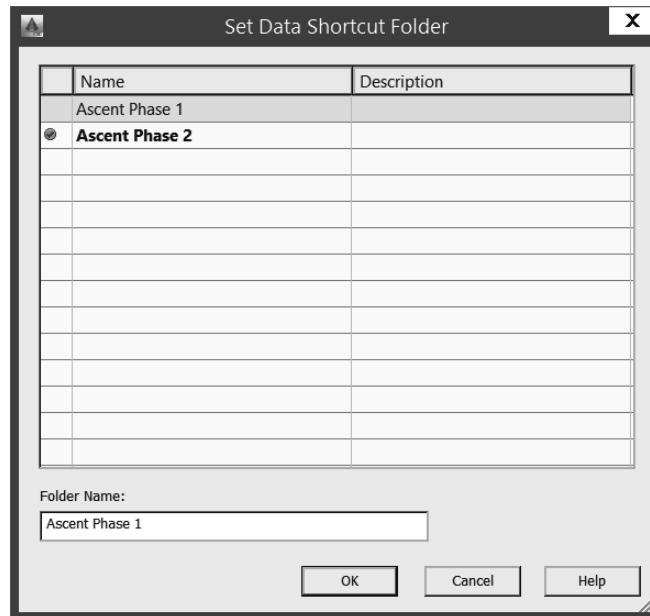 Set Data Shortcut Folder X
Name Description
Ascent Phase 1
Ascent Phase 2
Folder Name:
Ascent Phase 1
OK Cancel Help